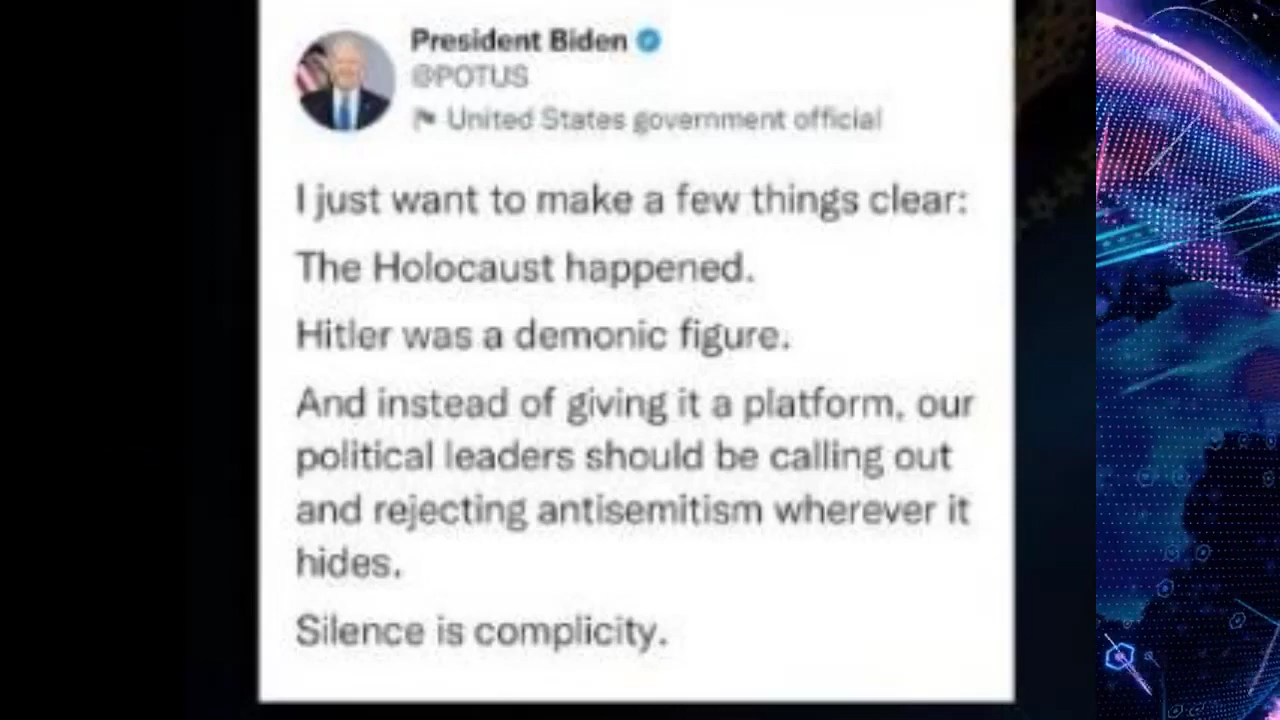 President Biden
@POTUS
United States government official
I just want to make a few things clear:
The Holocaust happened.
Hitler was a demonic figure.
And instead of giving it a platform, our
political leaders should be calling out
and rejecting antisemitism wherever it
hides.
Silence is complicity.